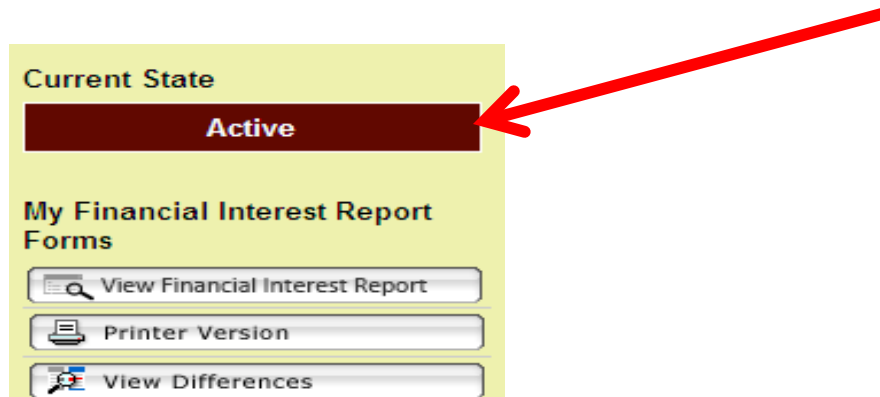 Current State
Active
My Financial Interest Report
Forms
View Financial Interest Report
Printer Version
View Differences